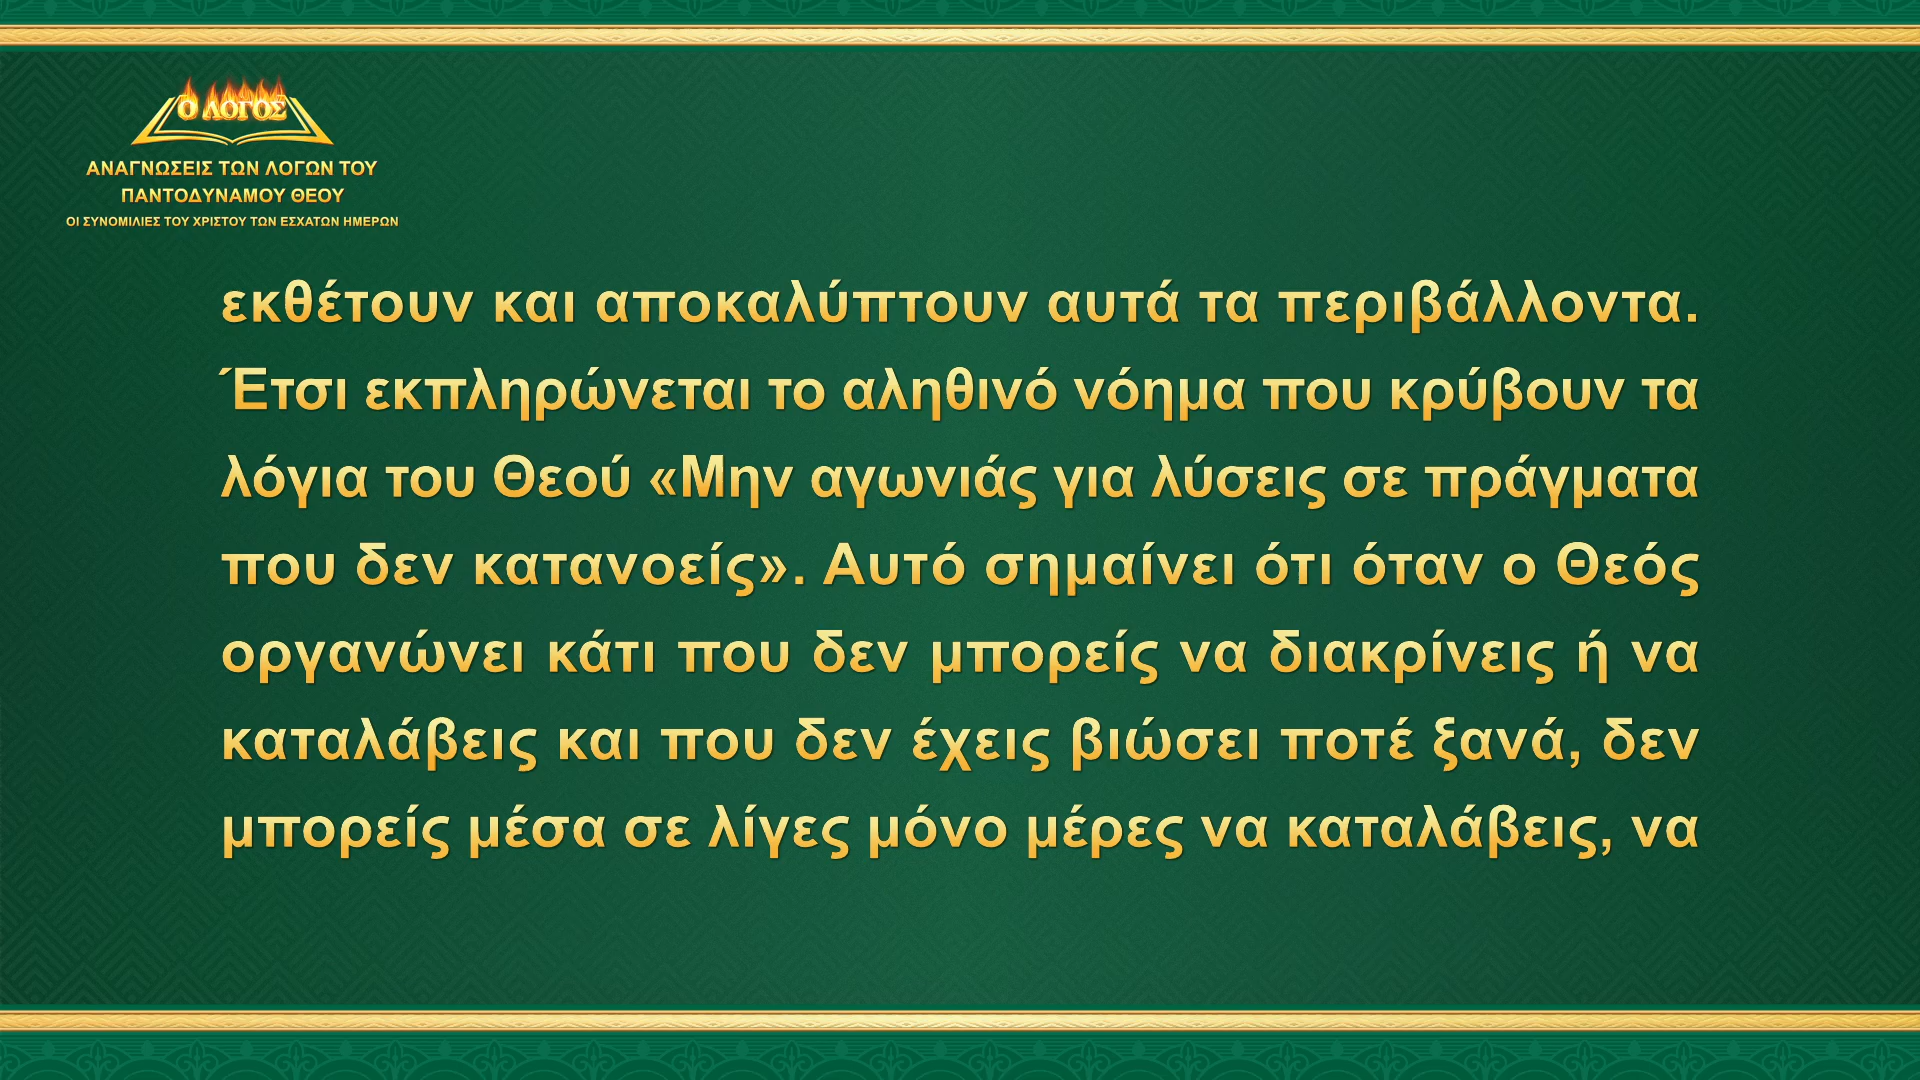 Ο ΛΟΓΟΣ
ΑΝΑΓΝΩΣΕΙΣ ΤΩΝ ΛΟΓΩΝ ΤΟΥ
ΠΑΝΤΟΔΥΝΑΜΟΥ ΘΕΟΥ
ΟΙ ΣΥΝΟΜΙΛΙΕΣ ΤΟΥ ΧΡΙΣΤΟΥ ΤΩΝ ΕΣΧΑΤΩΝ ΗΜΕΡΩΝ
εκθέτουν και αποκαλύπτουν αυτά τα περιβάλλοντα.
Έτσι εκπληρώνεται το αληθινό νόημα που κρύβουν τα
λόγια του Θεού «Μην αγωνιάς για λύσεις σε πράγματα
που δεν κατανοείς». Αυτό σημαίνει ότι όταν ο Θεός
οργανώνει κάτι που δεν μπορείς να διακρίνεις ή να
καταλάβεις και που δεν έχεις βιώσει ποτέ ξανά, δεν
μπορείς μέσα σε λίγες μόνο μέρες να καταλάβεις, να